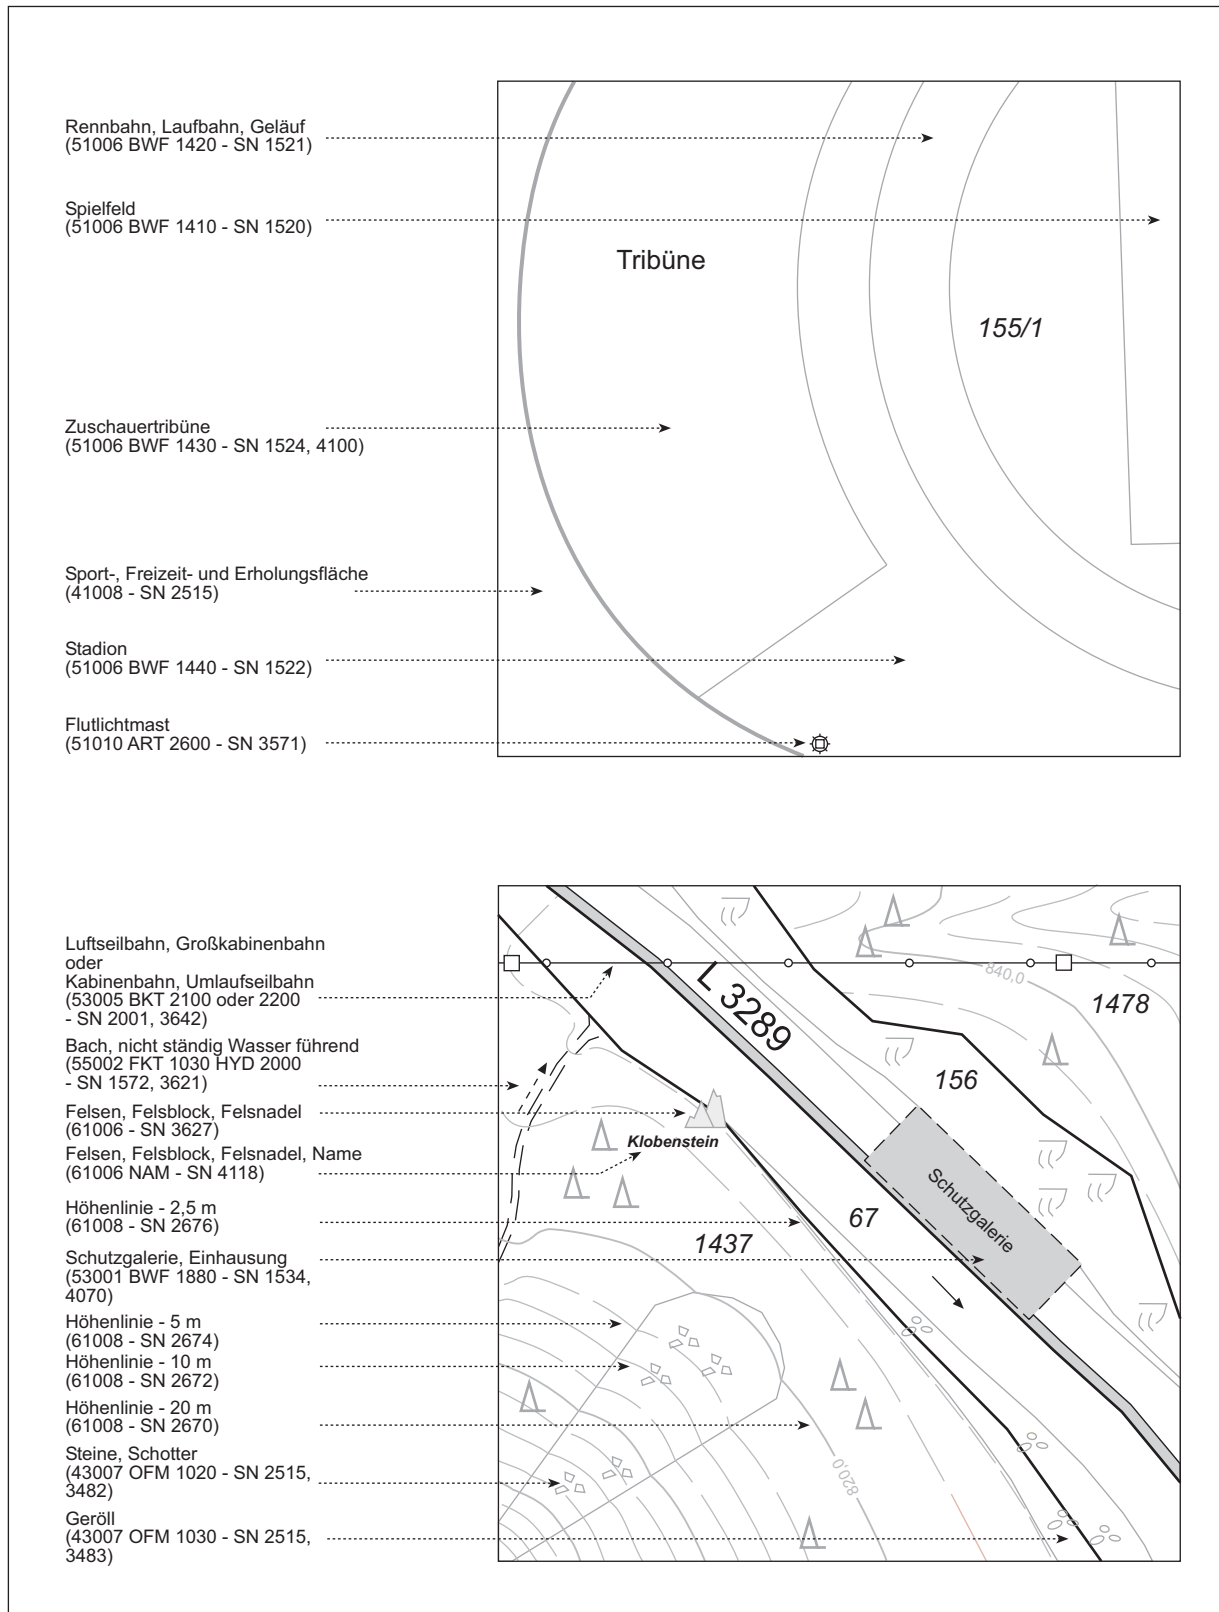 Rennbahn, Laufbahn, Geläuf
(51006 BWF 1420 - SN 1521)
Spielfeld
(51006 BWF 1410 - SN 1520)
Tribüne
155/1
Zuschauertribüne
(51006 BWF 1430 - SN 1524, 4100)
Sport-, Freizeit- und Erholungsfläche
(41008 - SN 2515)
Stadion
(51006 BWF 1440 - SN 1522)
Flutlichtmast
(51010 ART 2600 - SN 3571)
Luftseilbahn, Großkabinenbahn
oder
Kabinenbahn, Umlaufseilbahn
(53005 BKT 2100 oder 2200
- SN 2001, 3642)
Bach, nicht ständig Wasser führend
(55002 FKT 1030 HYD 2000
- SN 1572, 3621)
Felsen, Felsblock, Felsnadel
(61006 - SN 3627)
Felsen, Felsblock, Felsnadel, Name
(61006 NAM - SN 4118)
Höhenlinie - 2,5 m
(61008 - SN 2676)
Schutzgalerie, Einhausung
(53001 BWF 1880 - SN 1534,
4070)
Höhenlinie - 5 m
(61008 - SN 2674)
Höhenlinie - 10 m
(61008 - SN 2672)
Höhenlinie - 20 m
(61008 - SN 2670)
Steine, Schotter
(43007 OFM 1020 - SN 2515,
3482)
Geröll
(43007 OFM 1030 - SN 2515,
3483)
L 3289
840,0
1478
156
Klobenstein
Schutzgalerie
67
1437
820,0